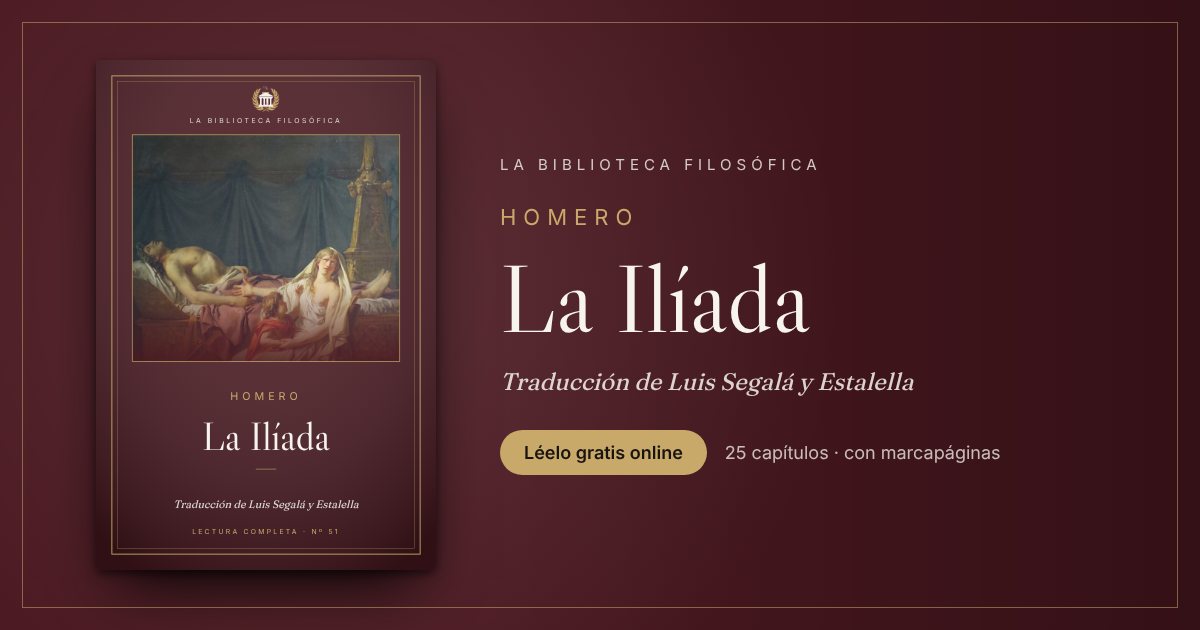 LA BIBLIOTECA FILOSÓFICA
HOMERO
La Ilíada
Traducción de Luis Segalá y Estalella
LECTURA COMPLETA · Nº 51
LA BIBLIOTECA FILOSÓFICA
HOMERO
La Ilíada
Traducción de Luis Segalá y Estalella
Léelo gratis online
25 capítulos · con marcapáginas